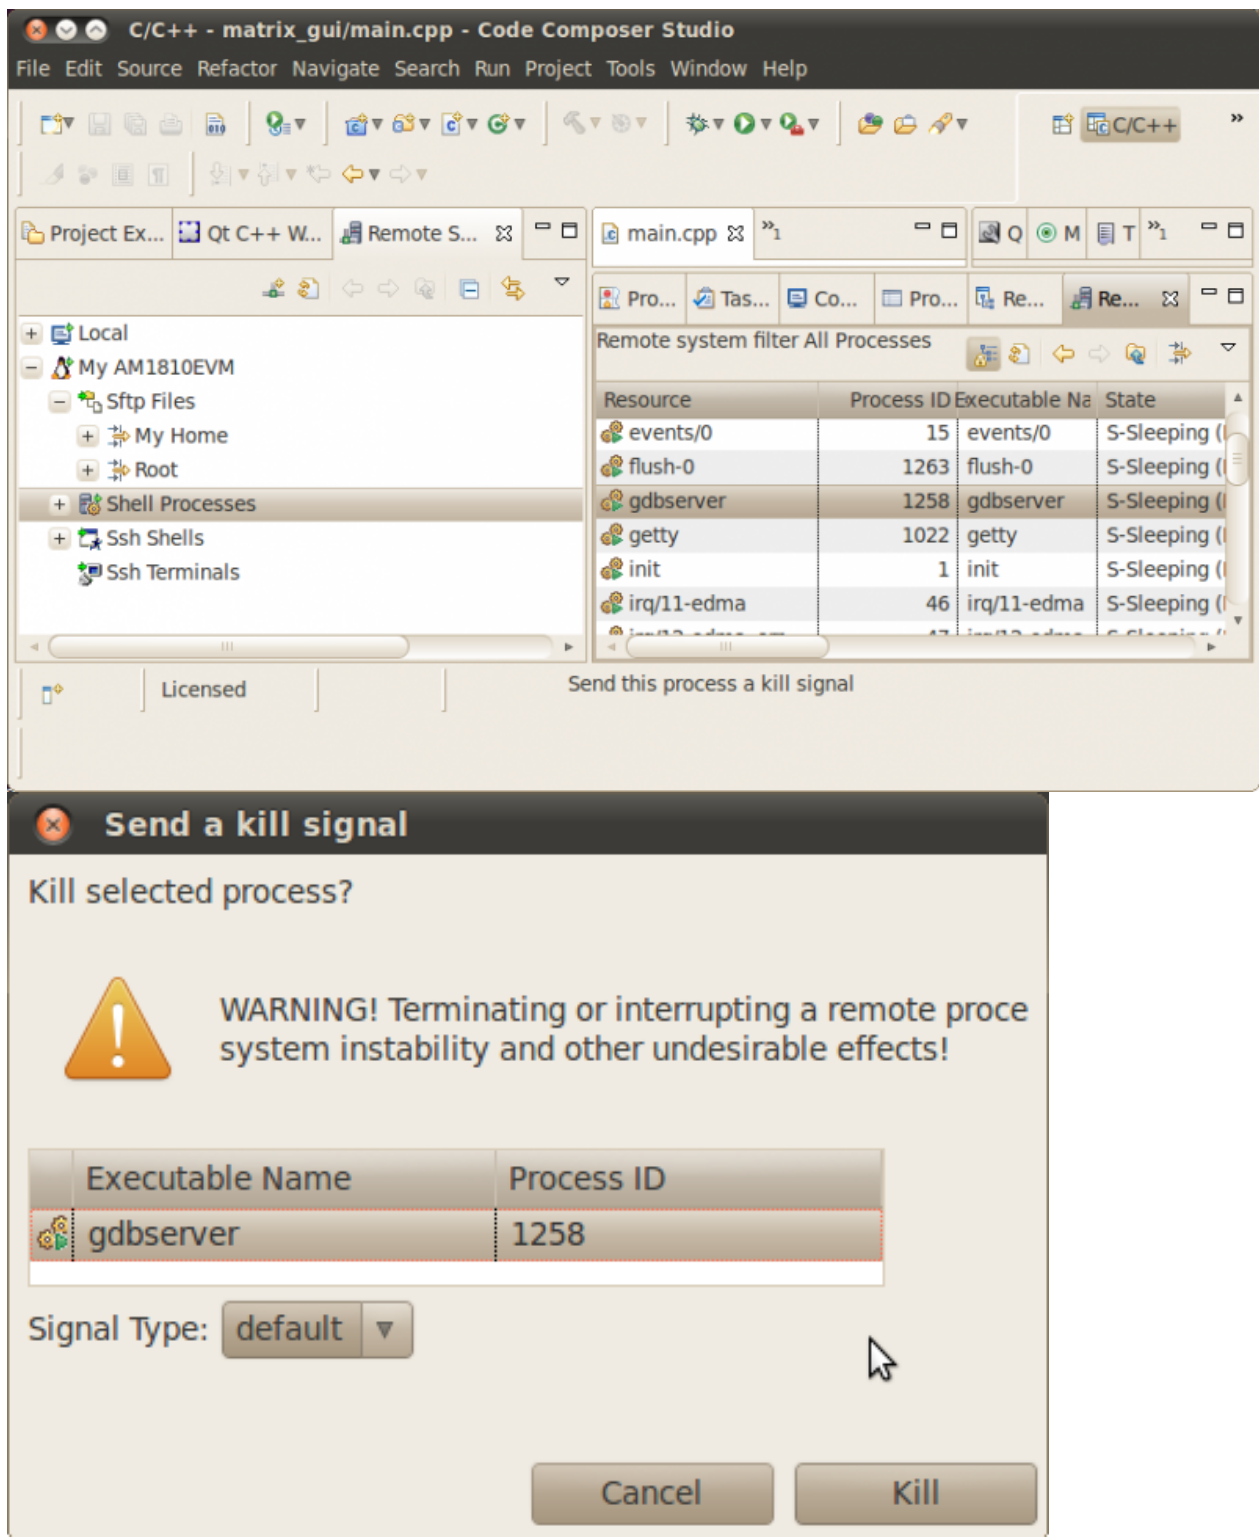 C/C++ - matrix_gui/main.cpp - Code Composer Studio
File Edit Source Refactor Navigate Search Run Project Tools Window Help
010
C/C++ »
Project Ex... Qt C++ W... Remote S...
main.cpp »1
Q M T »1
Pro... Tas... Co... Pro... Re... Re...
Local
My AM1810EVM
Sftp Files
My Home
Root
Shell Processes
Ssh Shells
Ssh Terminals
Remote system filter All Processes
Resource Process ID Executable Na State
events/0 15 events/0 S-Sleeping (
flush-0 1263 flush-0 S-Sleeping (
gdbserver 1258 gdbserver S-Sleeping (
getty 1022 getty S-Sleeping (
init 1 init S-Sleeping (
irq/11-edma 46 irq/11-edma S-Sleeping (
Licensed
Send this process a kill signal
Send a kill signal
Kill selected process?
WARNING! Terminating or interrupting a remote proce
system instability and other undesirable effects!
Executable Name Process ID
gdbserver 1258
Signal Type: default
Cancel Kill